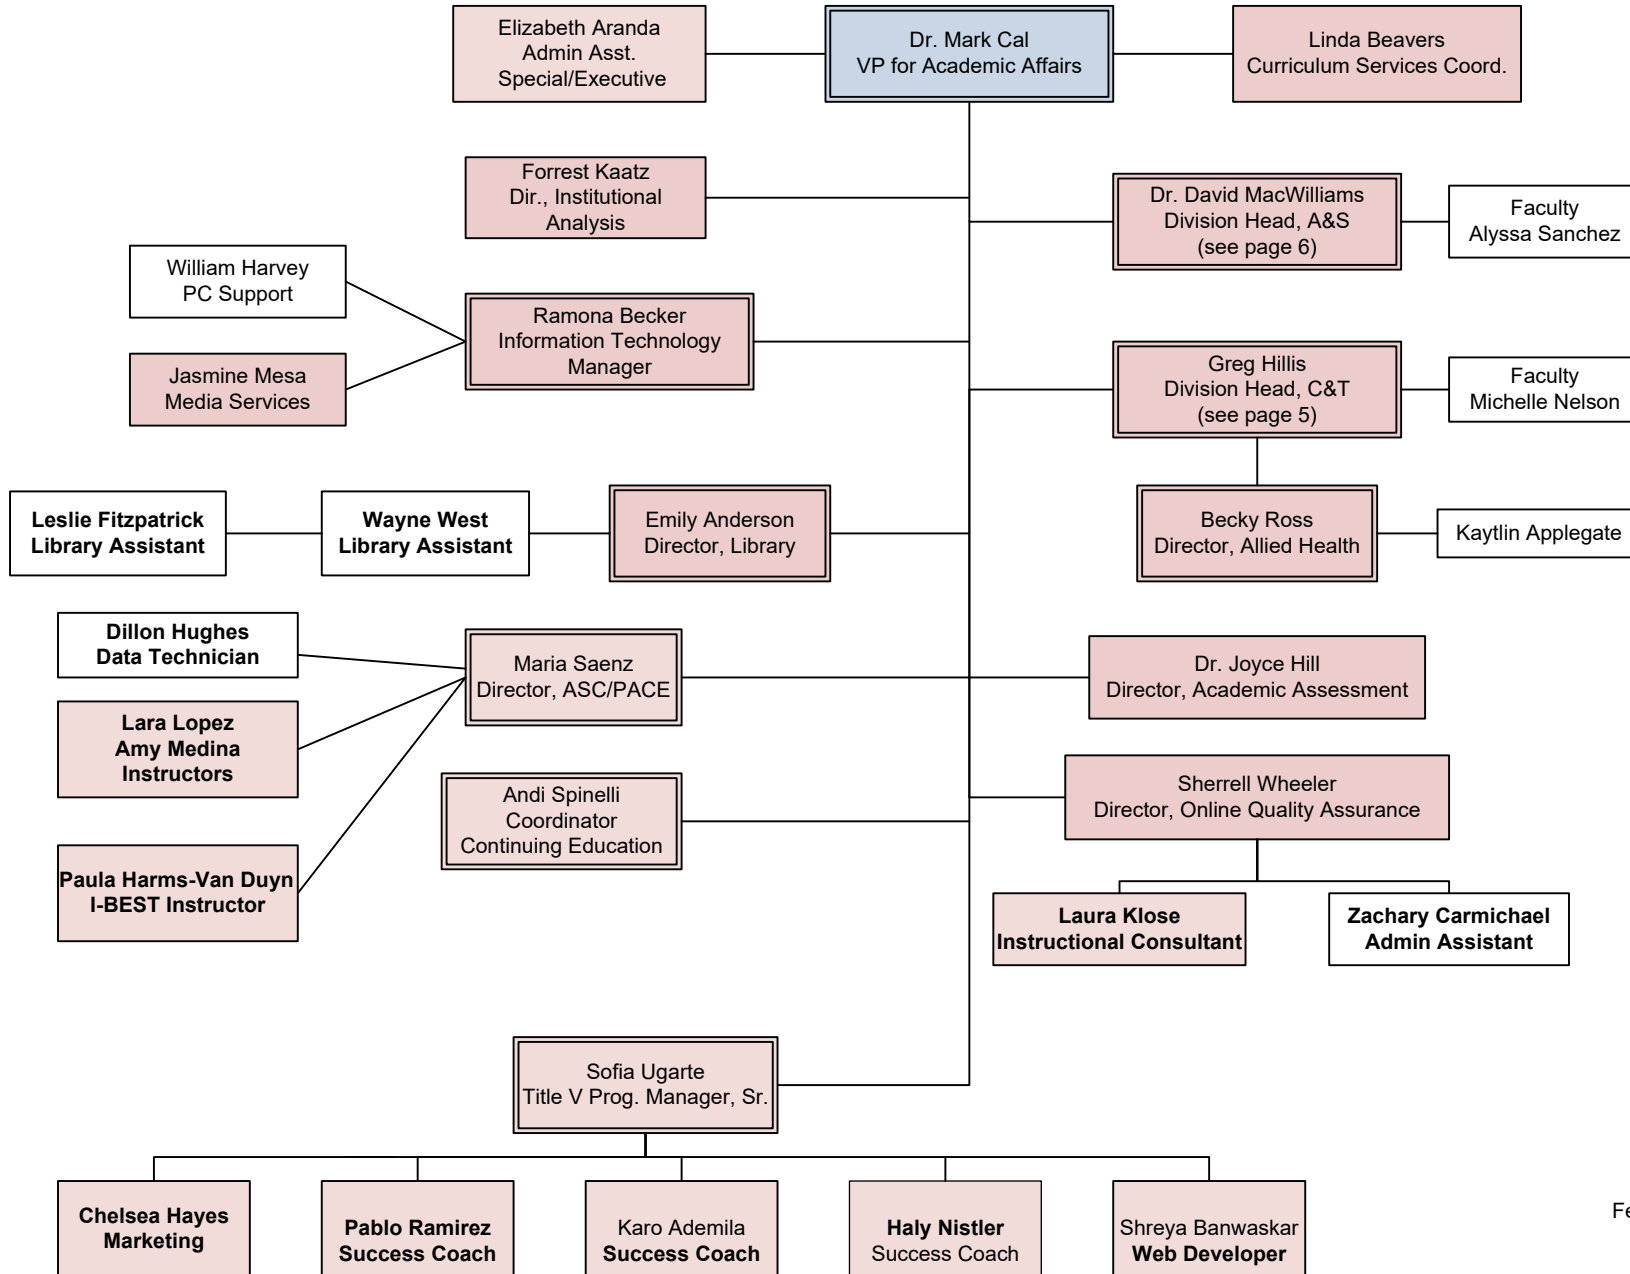 Elizabeth Aranda
Admin Asst.
Special/Executive
Dr. Mark Cal
VP for Academic Affairs
Linda Beavers
Curriculum Services Coord.
Forrest Kaatz
Dir., Institutional
Analysis
Dr. David MacWilliams
Division Head, A&S
(see page 6)
Faculty
Alyssa Sanchez
William Harvey
PC Support
Ramona Becker
Information Technology
Manager
Jasmine Mesa
Media Services
Greg Hillis
Division Head, C&T
(see page 5)
Faculty
Michelle Nelson
Leslie Fitzpatrick
Library Assistant
Wayne West
Library Assistant
Emily Anderson
Director, Library
Becky Ross
Director, Allied Health
Kaytlin Applegate
Dillon Hughes
Data Technician
Maria Saenz
Director, ASC/PACE
Dr. Joyce Hill
Director, Academic Assessment
Lara Lopez
Amy Medina
Instructors
Andi Spinelli
Coordinator
Continuing Education
Sherrell Wheeler
Director, Online Quality Assurance
Paula Harms-Van Duyn
I-BEST Instructor
Laura Klose
Instructional Consultant
Zachary Carmichael
Admin Assistant
Sofia Ugarte
Title V Prog. Manager, Sr.
Chelsea Hayes
Marketing
Pablo Ramirez
Success Coach
Karo Ademila
Success Coach
Haly Nistler
Success Coach
Shreya Banwaskar
Web Developer